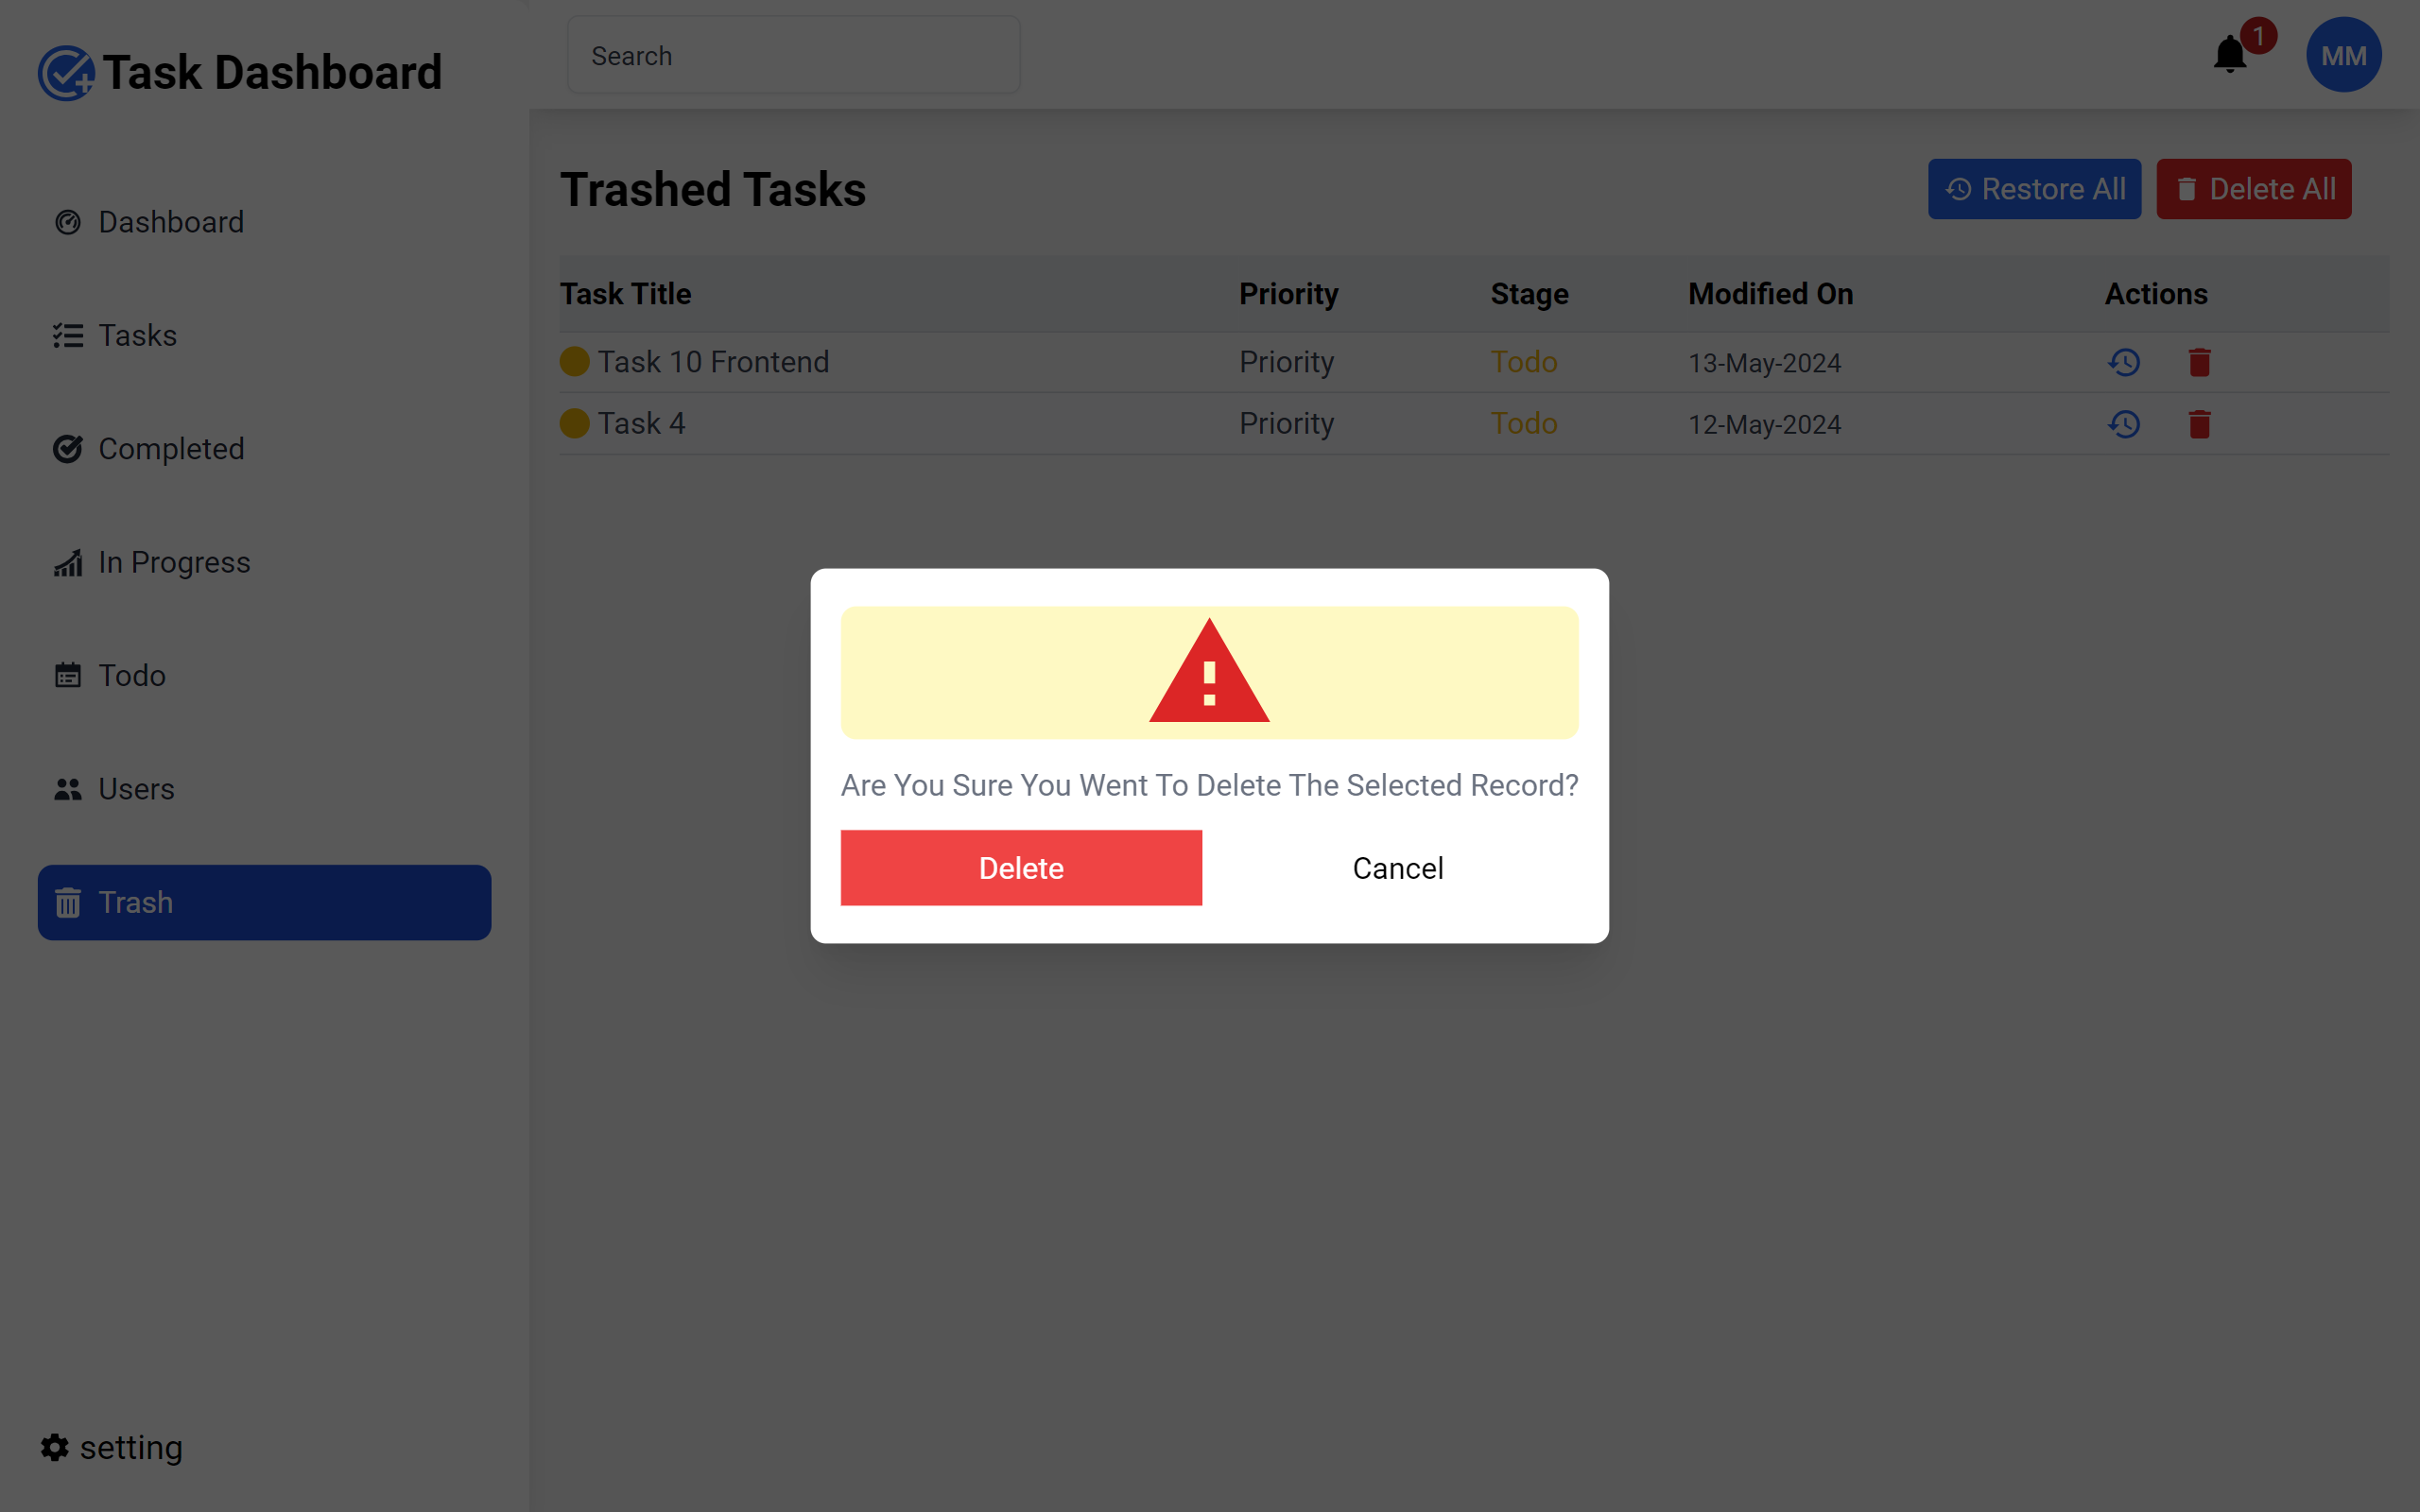 Task Dashboard
Search
1
MM
Dashboard
Tasks
Completed
In Progress
Todo
Users
Trash
setting
Trashed Tasks
Restore All
Delete All
Task Title Priority Stage Modified On Actions
Task 10 Frontend Priority Todo 13-May-2024
Task 4 Priority Todo 12-May-2024
Are You Sure You Went To Delete The Selected Record?
Delete
Cancel